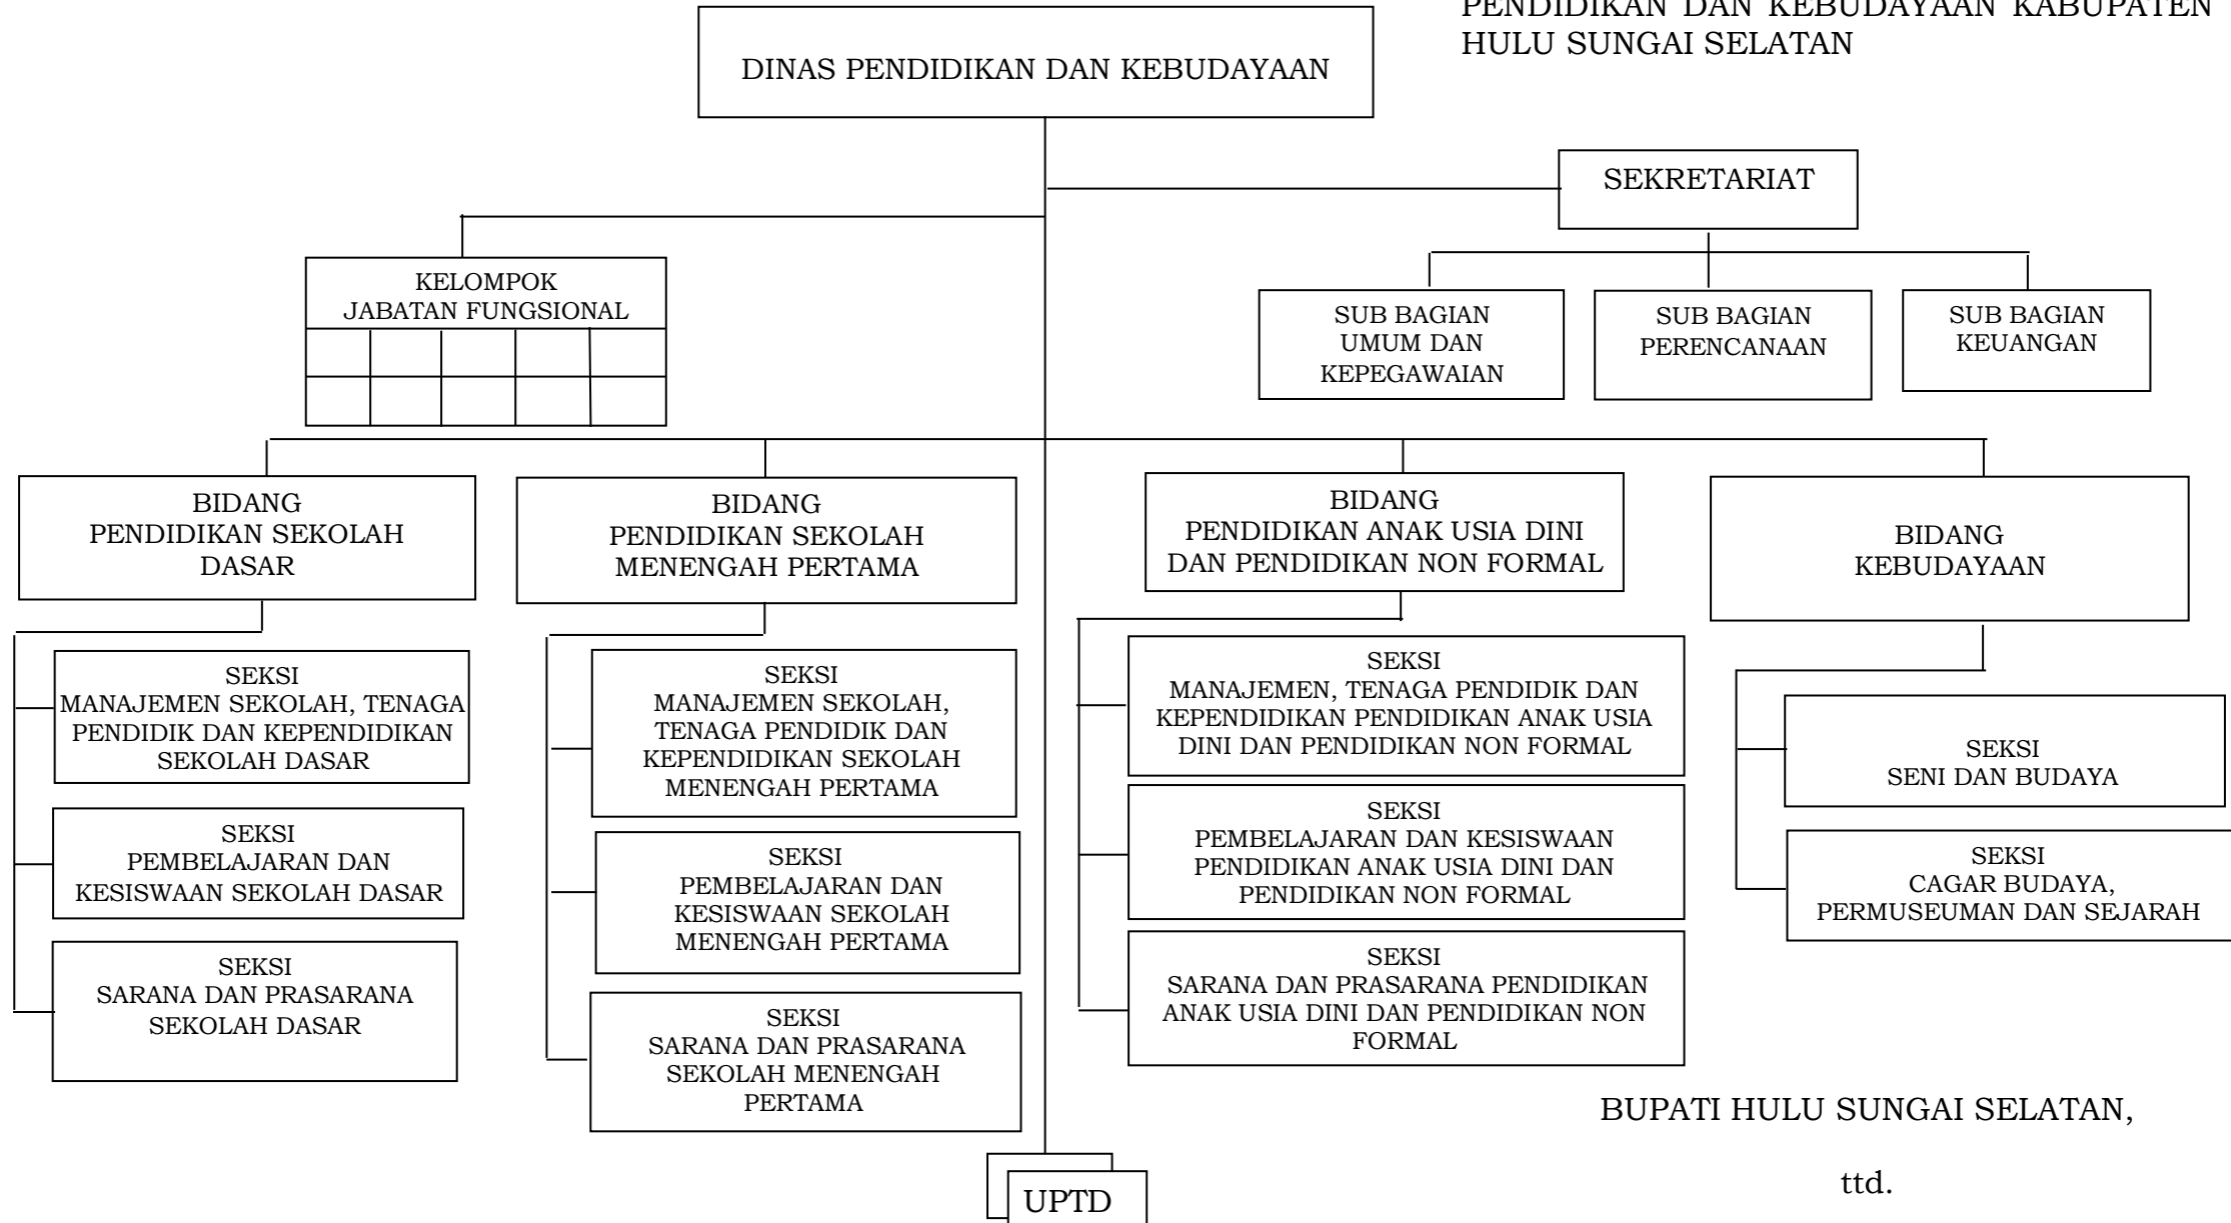 PENDIDIKAN DAN KEBUDAYAAN KABUPATEN
HULU SUNGAI SELATAN
DINAS PENDIDIKAN DAN KEBUDAYAAN
SEKRETARIAT
KELOMPOK
JABATAN FUNGSIONAL
SUB BAGIAN
UMUM DAN
KEPEGAWAIAN
SUB BAGIAN
PERENCANAAN
SUB BAGIAN
KEUANGAN
BIDANG
PENDIDIKAN SEKOLAH
DASAR
BIDANG
PENDIDIKAN SEKOLAH
MENENGAH PERTAMA
BIDANG
PENDIDIKAN ANAK USIA DINI
DAN PENDIDIKAN NON FORMAL
BIDANG
KEBUDAYAAN
SEKSI
MANAJEMEN SEKOLAH, TENAGA
PENDIDIK DAN KEPENDIDIKAN
SEKOLAH DASAR
SEKSI
PEMBELAJARAN DAN
KESISWAAN SEKOLAH DASAR
SEKSI
SARANA DAN PRASARANA
SEKOLAH DASAR
SEKSI
MANAJEMEN SEKOLAH,
TENAGA PENDIDIK DAN
KEPENDIDIKAN SEKOLAH
MENENGAH PERTAMA
SEKSI
PEMBELAJARAN DAN
KESISWAAN SEKOLAH
MENENGAH PERTAMA
SEKSI
SARANA DAN PRASARANA
SEKOLAH MENENGAH
PERTAMA
SEKSI
MANAJEMEN, TENAGA PENDIDIK DAN
KEPENDIDIKAN PENDIDIKAN ANAK USIA
DINI DAN PENDIDIKAN NON FORMAL
SEKSI
PEMBELAJARAN DAN KESISWAAN
PENDIDIKAN ANAK USIA DINI DAN
PENDIDIKAN NON FORMAL
SEKSI
SARANA DAN PRASARANA PENDIDIKAN
ANAK USIA DINI DAN PENDIDIKAN NON
FORMAL
SEKSI
SENI DAN BUDAYA
SEKSI
CAGAR BUDAYA,
PERMUSEUMAN DAN SEJARAH
UPTD
BUPATI HULU SUNGAI SELATAN,
ttd.